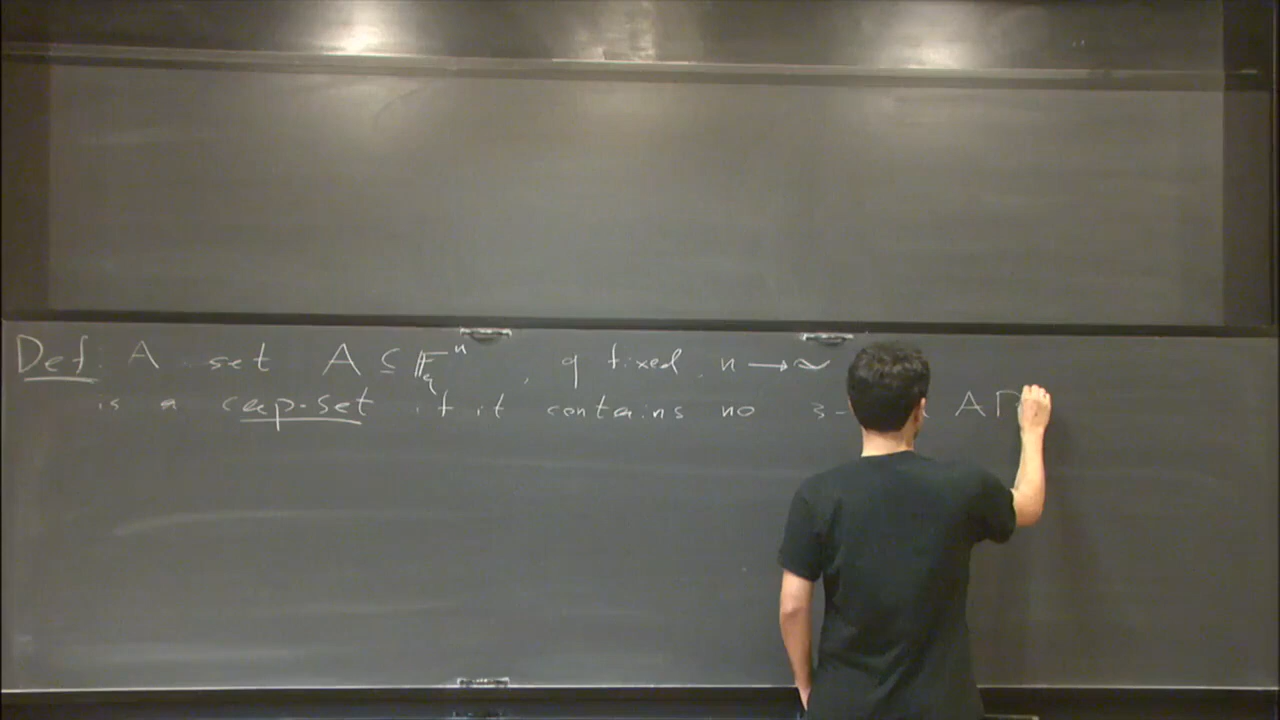 Def: A set A ⊆ 𝔽_q^n, q fixed, n → ∞
is a cap-set if it contains no 3- AP